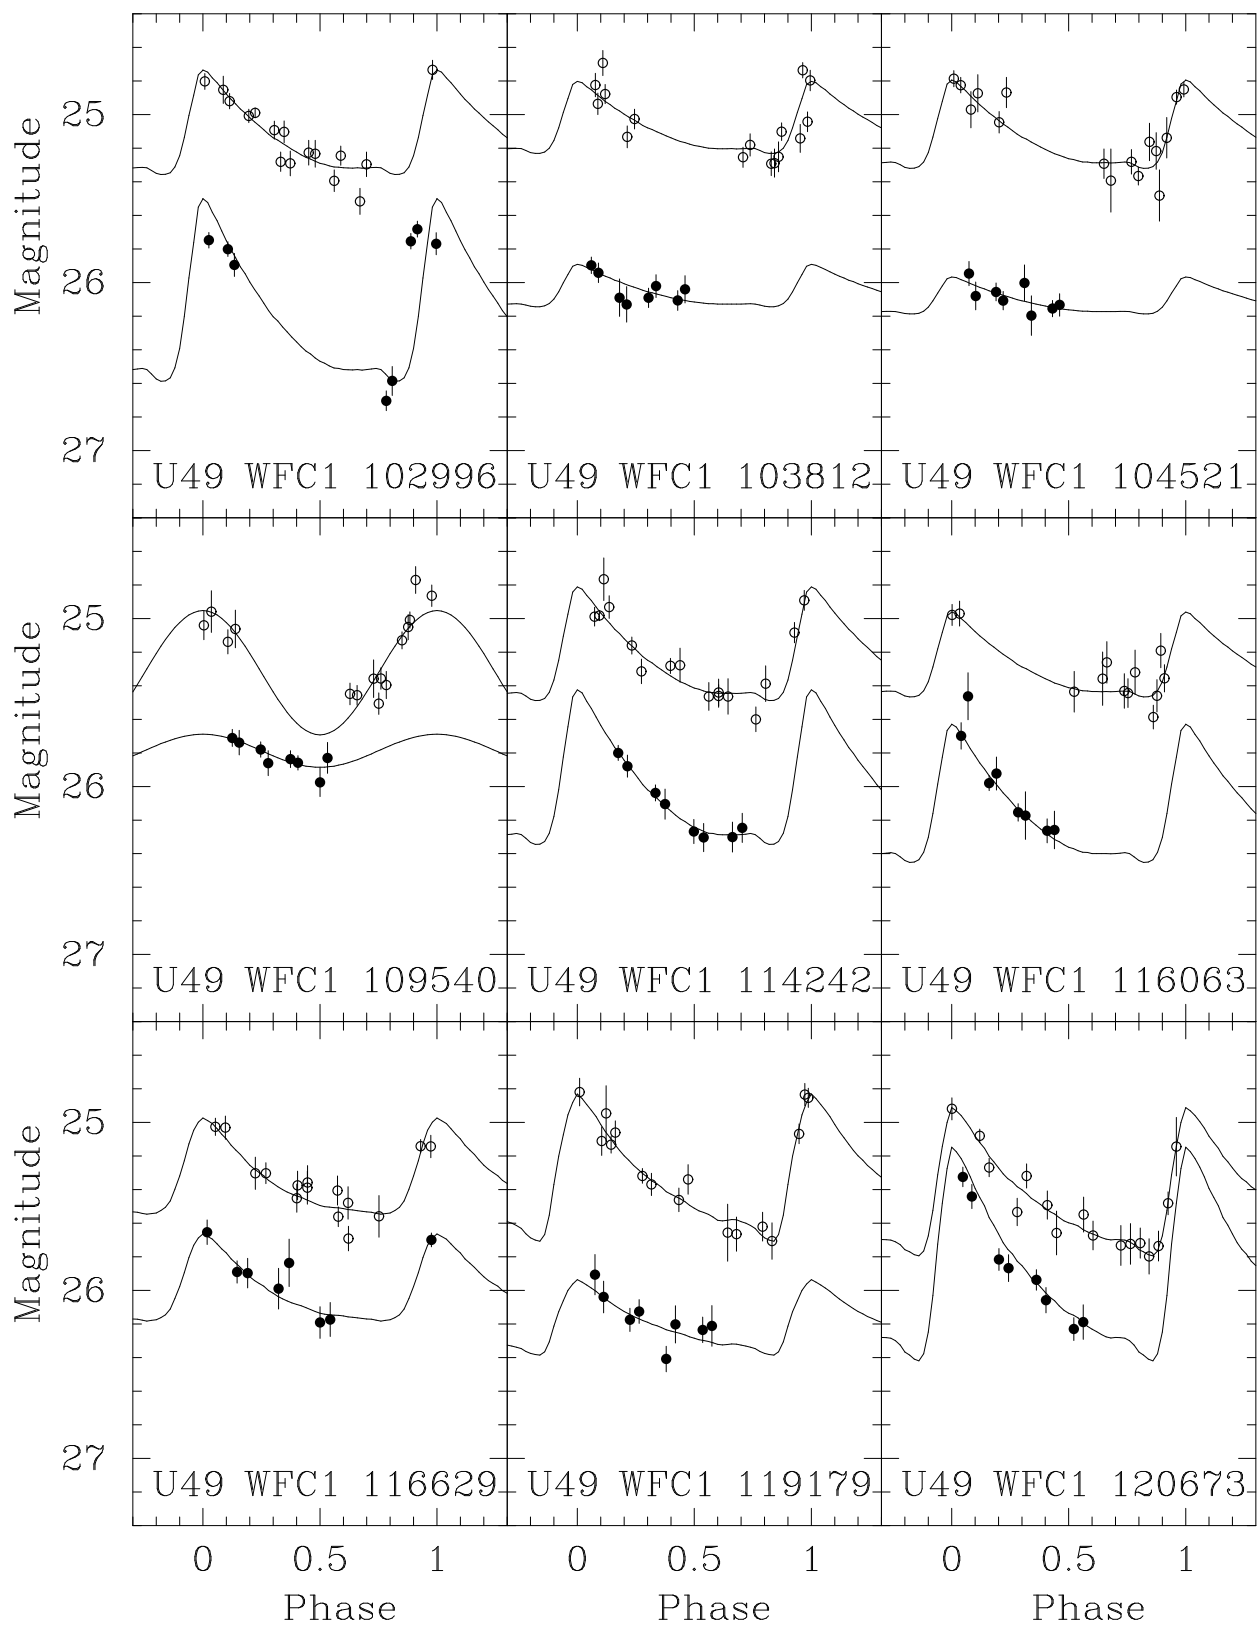 Magnitude
25
26
27
U49 WFC1 102996
U49 WFC1 103812
U49 WFC1 104521
Magnitude
25
26
27
U49 WFC1 109540
U49 WFC1 114242
U49 WFC1 116063
Magnitude
25
26
27
U49 WFC1 116629
U49 WFC1 119179
U49 WFC1 120673
0 0.5 1
0 0.5 1
0 0.5 1
Phase
Phase
Phase